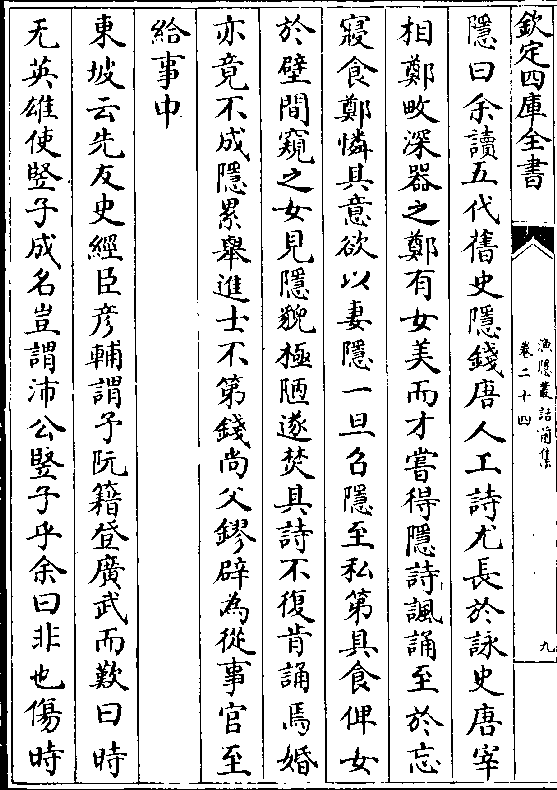 欽定四庫全書
漁隱叢話前集
卷二十四
九
隱曰余讀五代舊史隱錢唐人工詩尤長於詠史唐宰
相鄭畋深器之鄭有女美而才嘗得隱詩諷誦至於忘
寢食鄭憐其意欲以妻隱一旦召隱至私第具食俾女
於壁間窺之女見隱貌極陋遂焚其詩不復肯誦焉婚
亦竟不成隱累舉進士不第錢尚父鏐辟為從事官至
給事中
東坡云先友史經臣彦輔謂予阮籍登廣武而歎曰時
无英雄使豎子成名豈謂沛公豎子乎余曰非也傷時